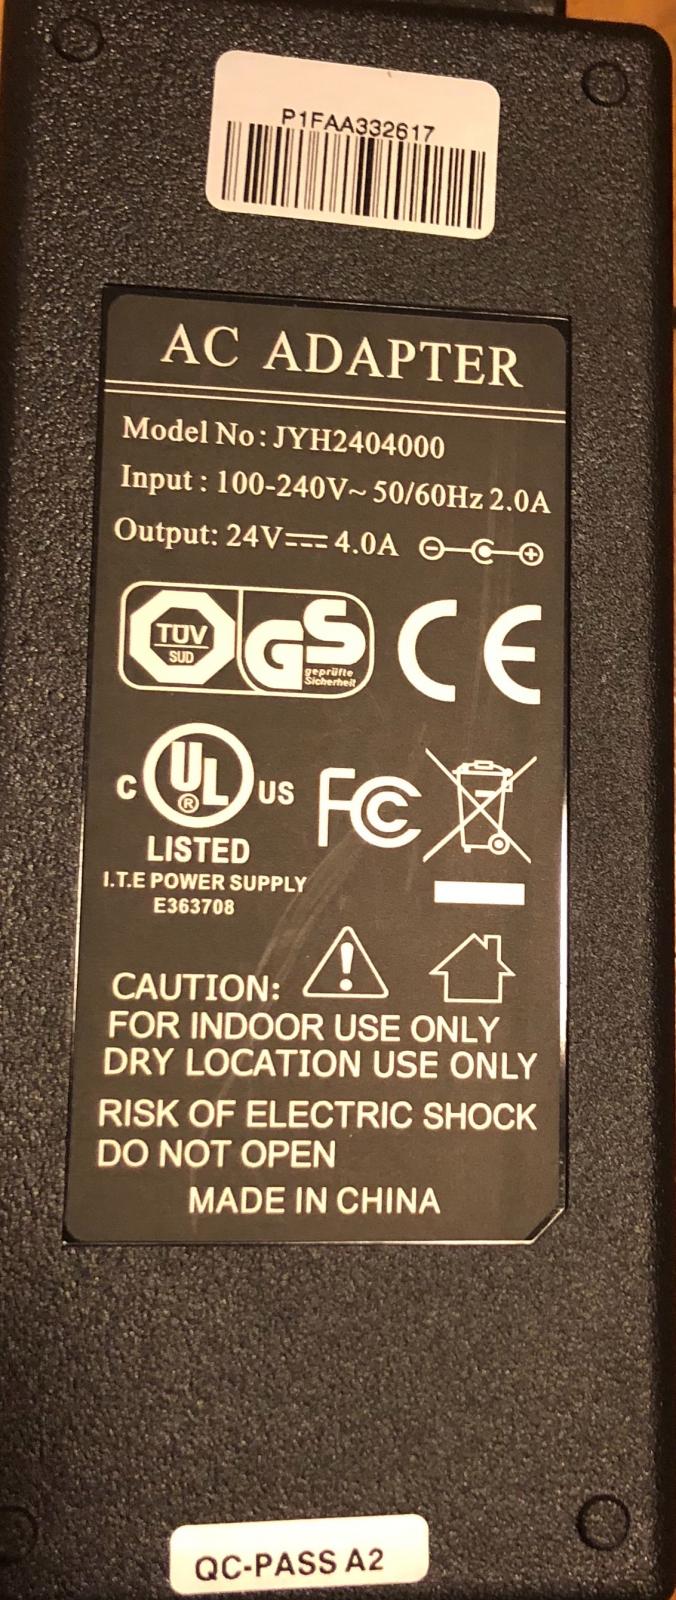 P1FAA332617
AC ADAPTER
Model No: JYH2404000
Input: 100-240V~ 50/60Hz 2.0A
Output: 24V⎓4.0A
TÜV
SUD
GS
geprüfte
Sicherheit
CE
C UL US
®
LISTED
FC
I.T.E POWER SUPPLY
E363708
CAUTION:
FOR INDOOR USE ONLY
DRY LOCATION USE ONLY
RISK OF ELECTRIC SHOCK
DO NOT OPEN
MADE IN CHINA
QC-PASS A2